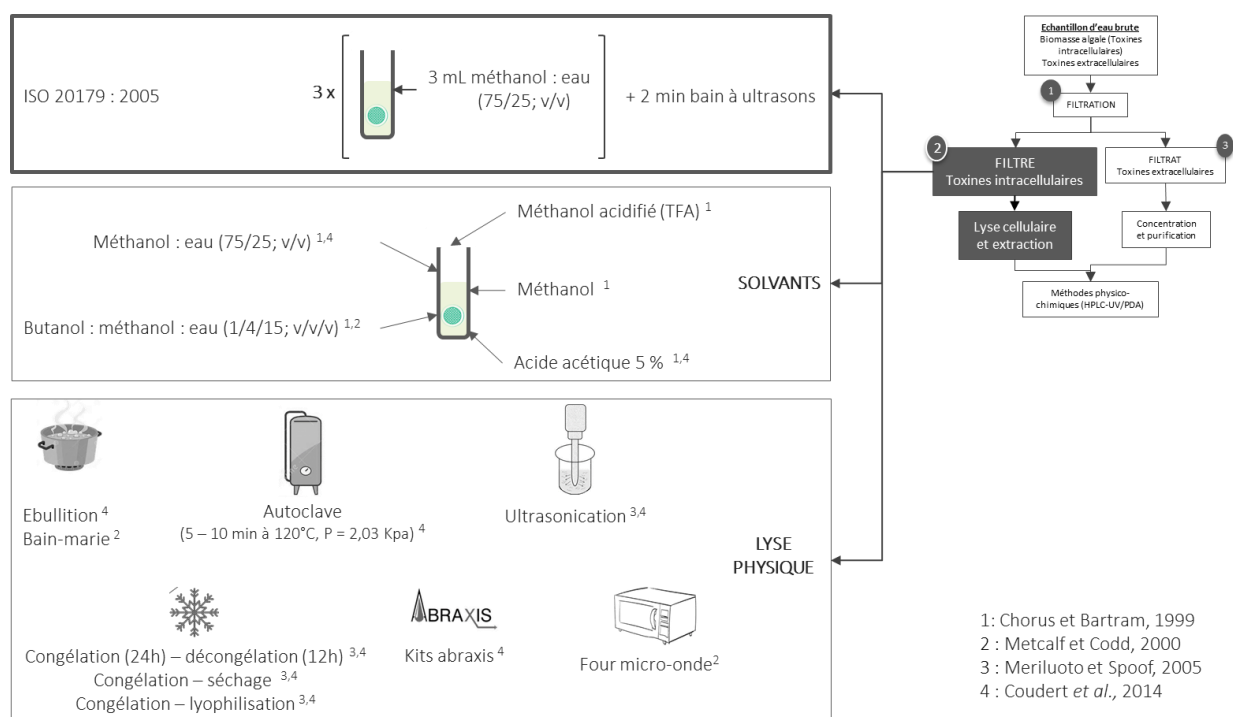 ISO 20179 : 2005
3 x
3 mL méthanol : eau
(75/25; v/v)
+ 2 min bain à ultrasons
Méthanol acidifié (TFA) 1
Méthanol : eau (75/25; v/v) 1,4
Méthanol 1
SOLVANTS
Butanol : méthanol : eau (1/4/15; v/v/v) 1,2
Acide acétique 5 % 1,4
Ebullition 4
Bain-marie 2
Autoclave
(5 – 10 min à 120°C, P = 2,03 Kpa) 4
Ultrasonication 3,4
LYSE
PHYSIQUE
Congélation (24h) – décongélation (12h) 3,4
Congélation – séchage 3,4
Congélation – lyophilisation 3,4
ABRAXIS
Kits abraxis 4
Four micro-onde 2
Echantillon d'eau brute
Biomasse algale (Toxines
intracellulaires)
Toxines extracellulaires
1
FILTRATION
2
FILTRE
Toxines intracellulaires
3
FILTRAT
Toxines extracellulaires
Lyse cellulaire
et extraction
Concentration
et purification
Méthodes physico-
chimiques (HPLC-UV/PDA)
1: Chorus et Bartram, 1999
2 : Metcalf et Codd, 2000
3 : Meriluoto et Spoof, 2005
4 : Coudert et al., 2014